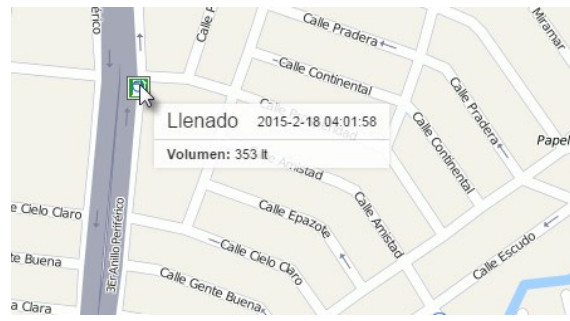 Miramar
Calle Pradera
Calle P
Calle Continental
Calle Pradera
Calle Continental
Llenado 2015-2-18 04:01:58
Volumen: 353 lt
Papel
Amistad
Calle Amistad
Calle Epazote
e Cielo Claro
3Er Anillo Periférico
Calle Cielo Claro
Calle Escudo
te Buena
Calle Gente Buena
a Clara